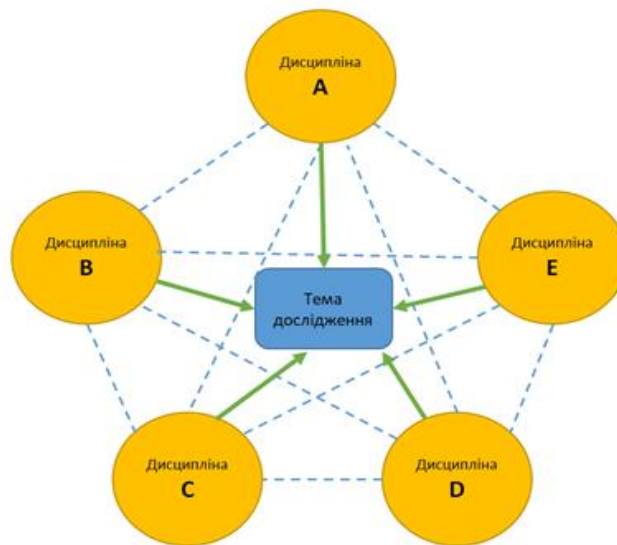 Дисципліна
A
Дисципліна
B
Дисципліна
E
Тема
дослідження
Дисципліна
C
Дисципліна
D